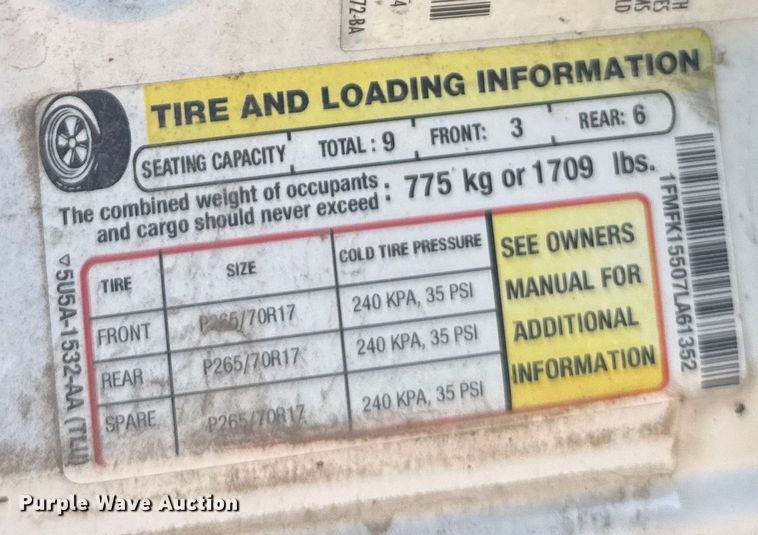 72-BA
TIRE AND LOADING INFORMATION
SEATING CAPACITY TOTAL : 9 FRONT: 3 REAR: 6
The combined weight of occupants
and cargo should never exceed : 775 kg or 1709 lbs.
TIRE SIZE COLD TIRE PRESSURE
FRONT P265/70R17 240 KPA, 35 PSI
REAR P265/70R17 240 KPA, 35 PSI
SPARE P265/70R17 240 KPA, 35 PSI
SEE OWNERS
MANUAL FOR
ADDITIONAL
INFORMATION
5U5A-1532-AA (TLU)
1FMFK15507LA61352
Purple Wave Auction